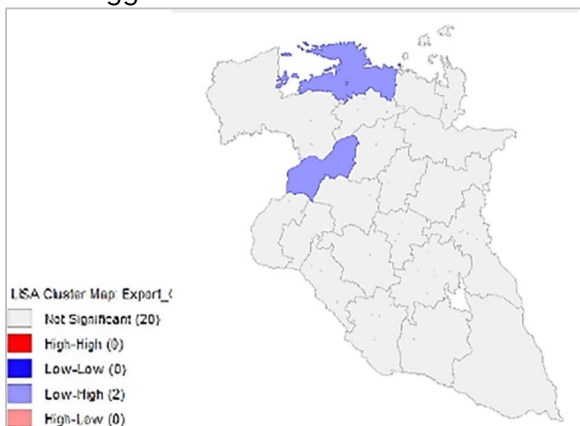 LISA Cluster Map: Export_(
Not Significant (20)
High-High (0)
Low-Low (0)
Low-High (2)
High-Low (0)